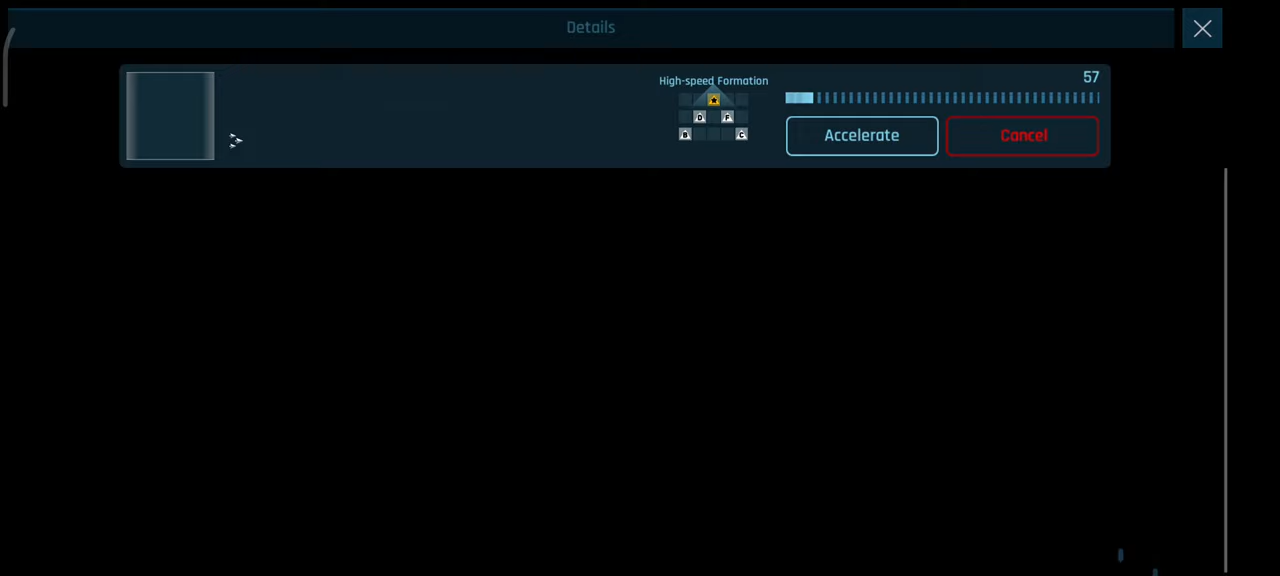 Details
High-speed Formation
57
D F
B C
Accelerate
Cancel